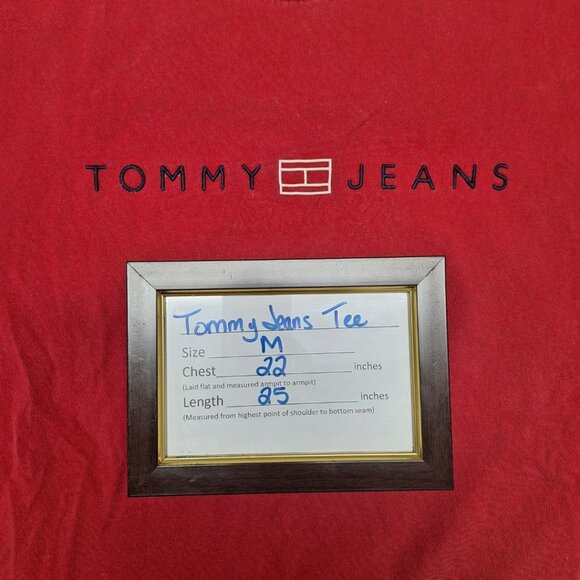 TOMMY JEANS
Tommy Jeans Tee
Size M
Chest 22 inches
(Laid flat and measured armpit to armpit)
Length 25 inches
(Measured from highest point of shoulder to bottom seam)